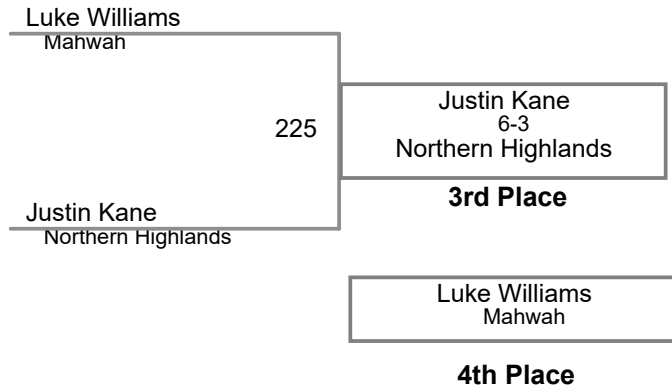 Luke Williams
Mahwah
225
Justin Kane
6-3
Northern Highlands
3rd Place
Justin Kane
Northern Highlands
Luke Williams
Mahwah
4th Place